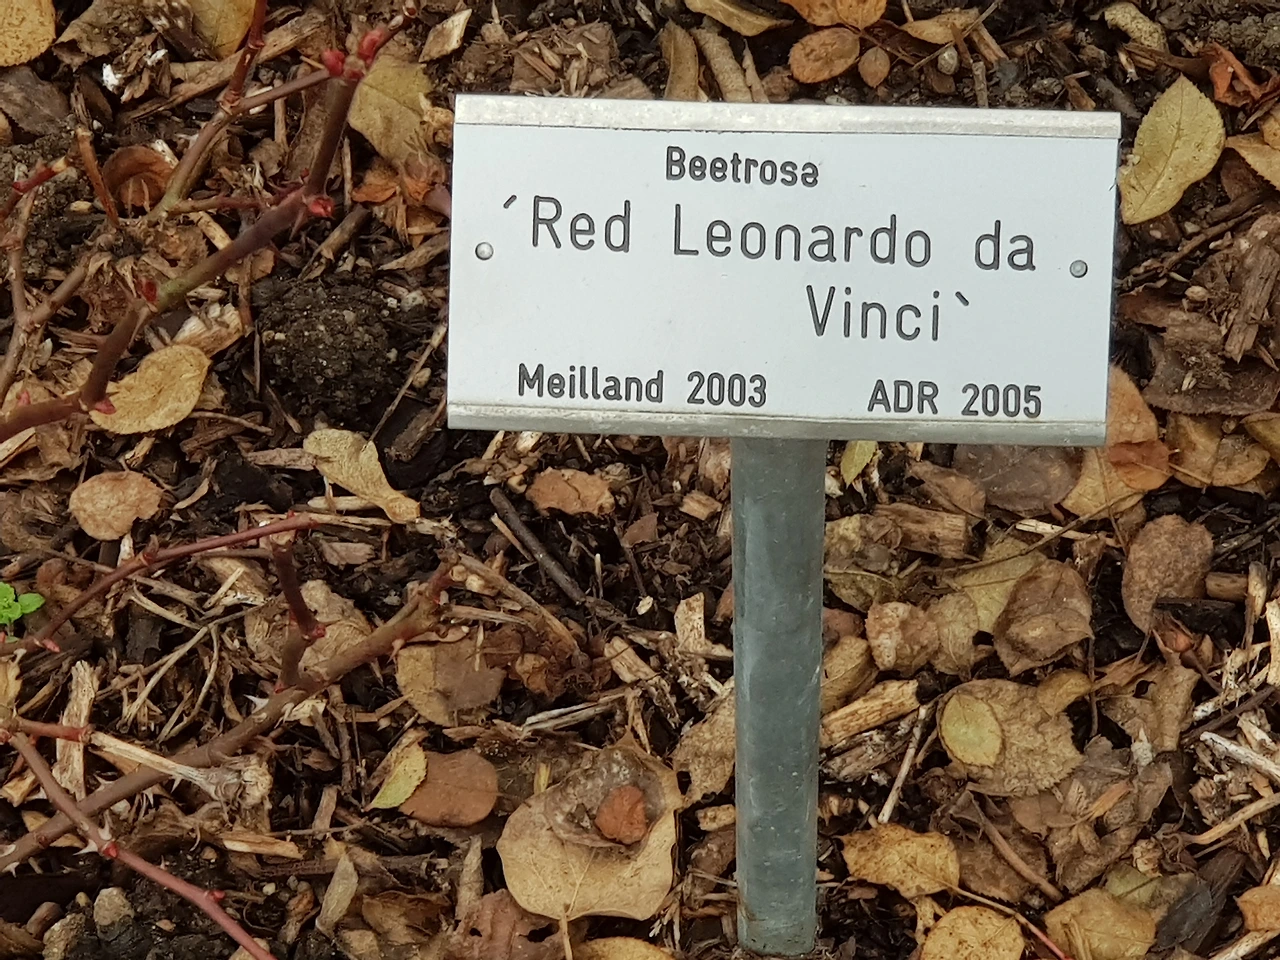 Beetrosa
´Red Leonardo da
Vinci`
Meilland 2003 ADR 2005